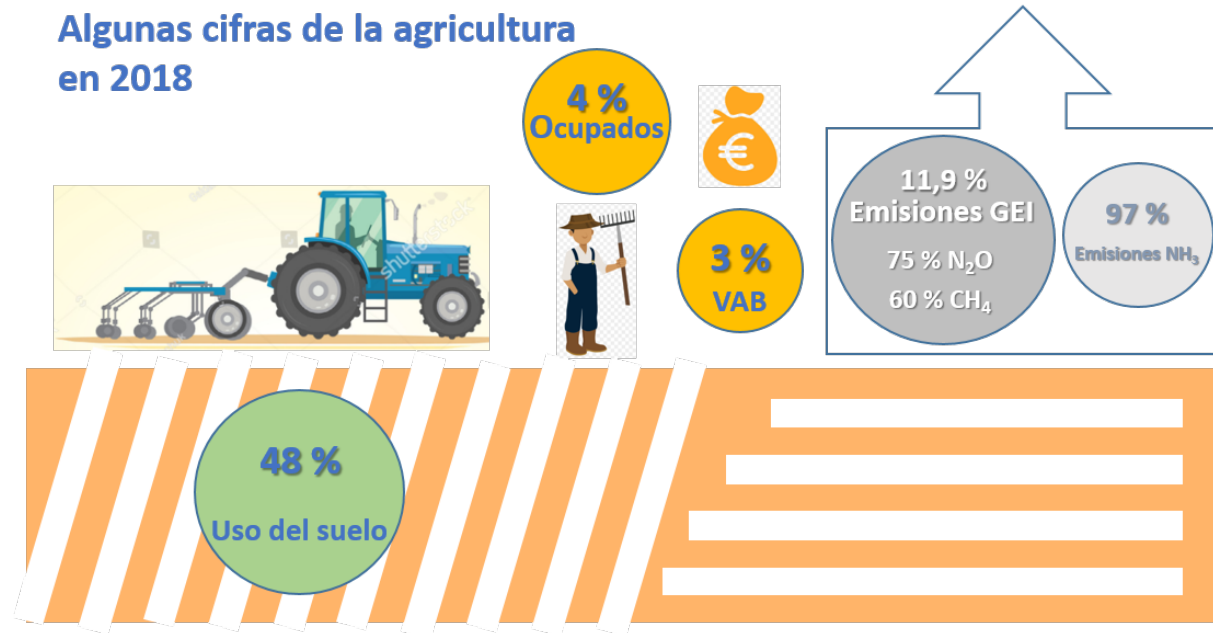 Algunas cifras de la agricultura
en 2018
4 %
Ocupados
€
3 %
VAB
11,9 %
Emisiones GEI
75 % N₂O
60 % CH₄
97 %
Emisiones NH₃
shutterstock
48 %
Uso del suelo